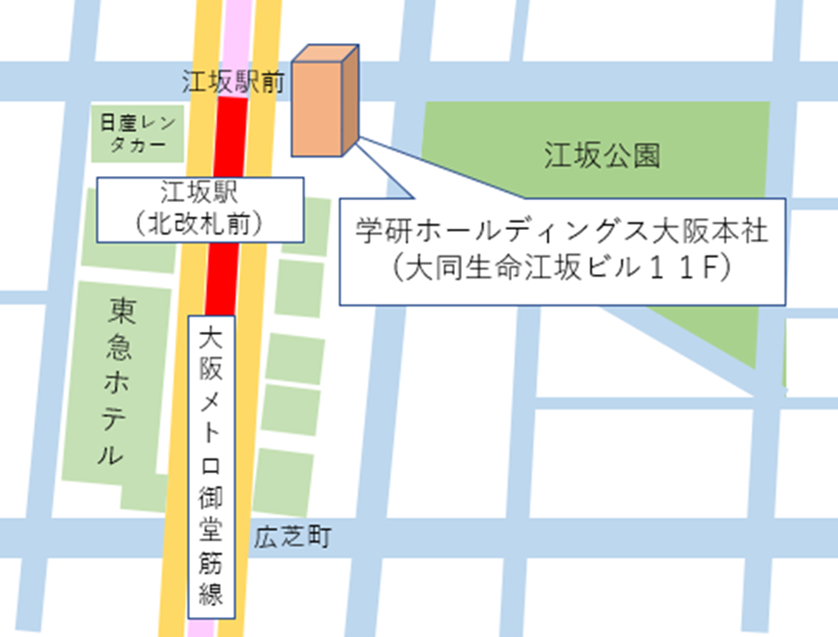 江坂駅前
日産レン
タカー
江坂公園
江坂駅
（北改札前）
学研ホールディングス大阪本社
（大同生命江坂ビル１１F）
東急ホテル
大阪メトロ御堂筋線
広芝町